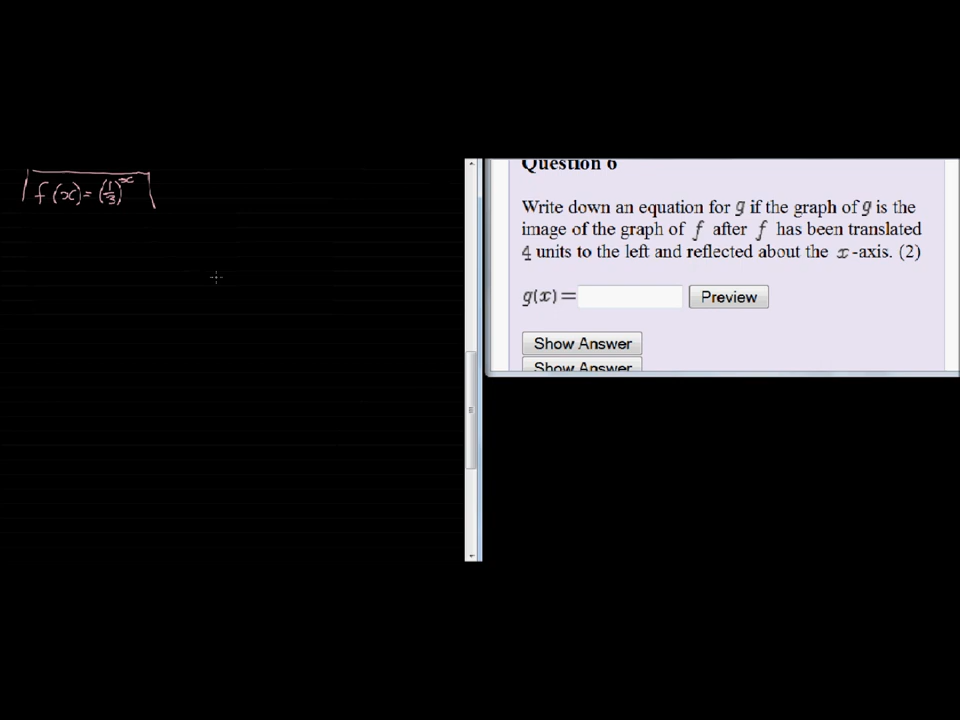 f(x)=(1/3)^x
Question 6
Write down an equation for g if the graph of g is the
image of the graph of f after f has been translated
4 units to the left and reflected about the x-axis. (2)
g(x)= Preview
Show Answer
Show Answer